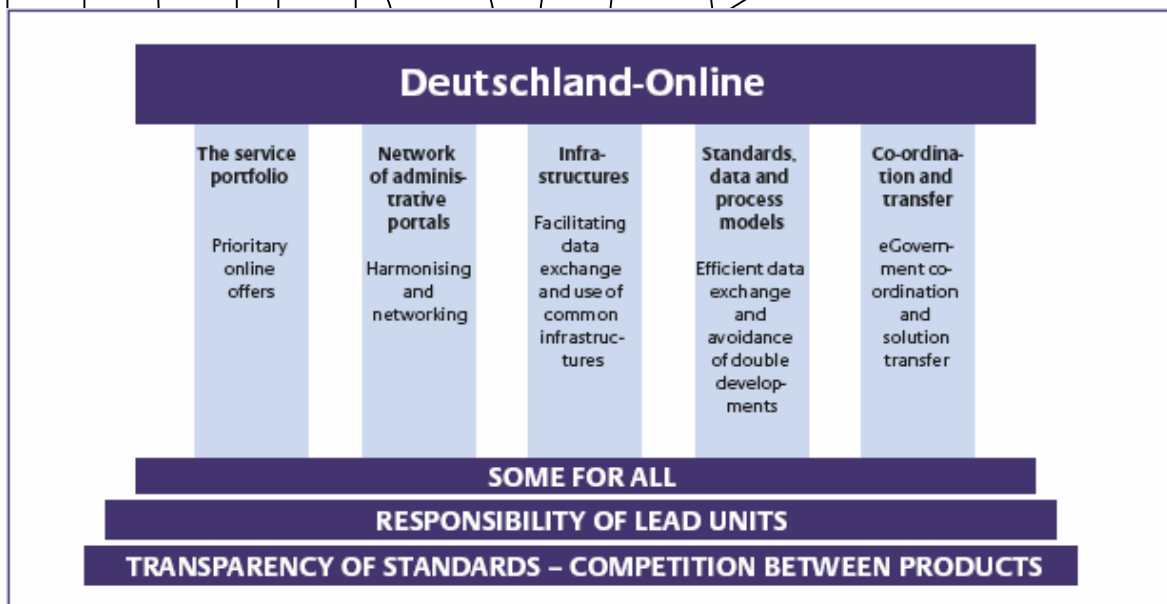 Deutschland-Online
The service
portfolio
Prioritary
online
offers
Network
of adminis-
trative
portals
Harmonising
and
networking
Infra-
structures
Facilitating
data
exchange
and use of
common
infrastruc-
tures
Standards,
data and
process
models
Efficient data
exchange
and
avoidance
of double
develop-
ments
Co-ordina-
tion and
transfer
eGovern-
ment co-
ordination
and
solution
transfer
SOME FOR ALL
RESPONSIBILITY OF LEAD UNITS
TRANSPARENCY OF STANDARDS – COMPETITION BETWEEN PRODUCTS